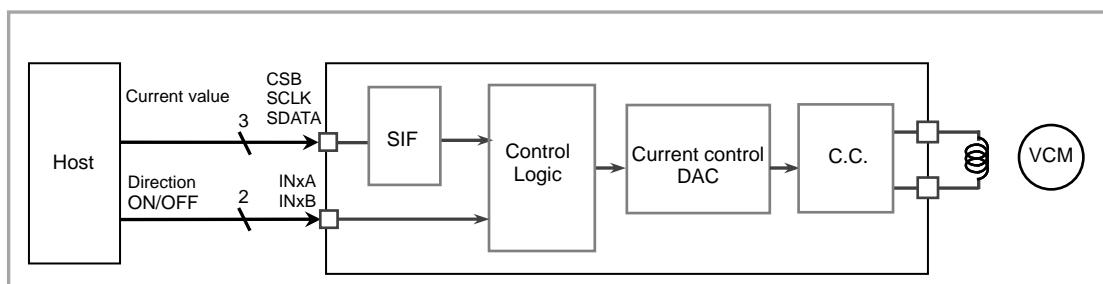 Host
Current value
3
CSB
SCLK
SDATA
Direction
ON/OFF
2
INxA
INxB
SIF
Control
Logic
Current control
DAC
C.C.
VCM